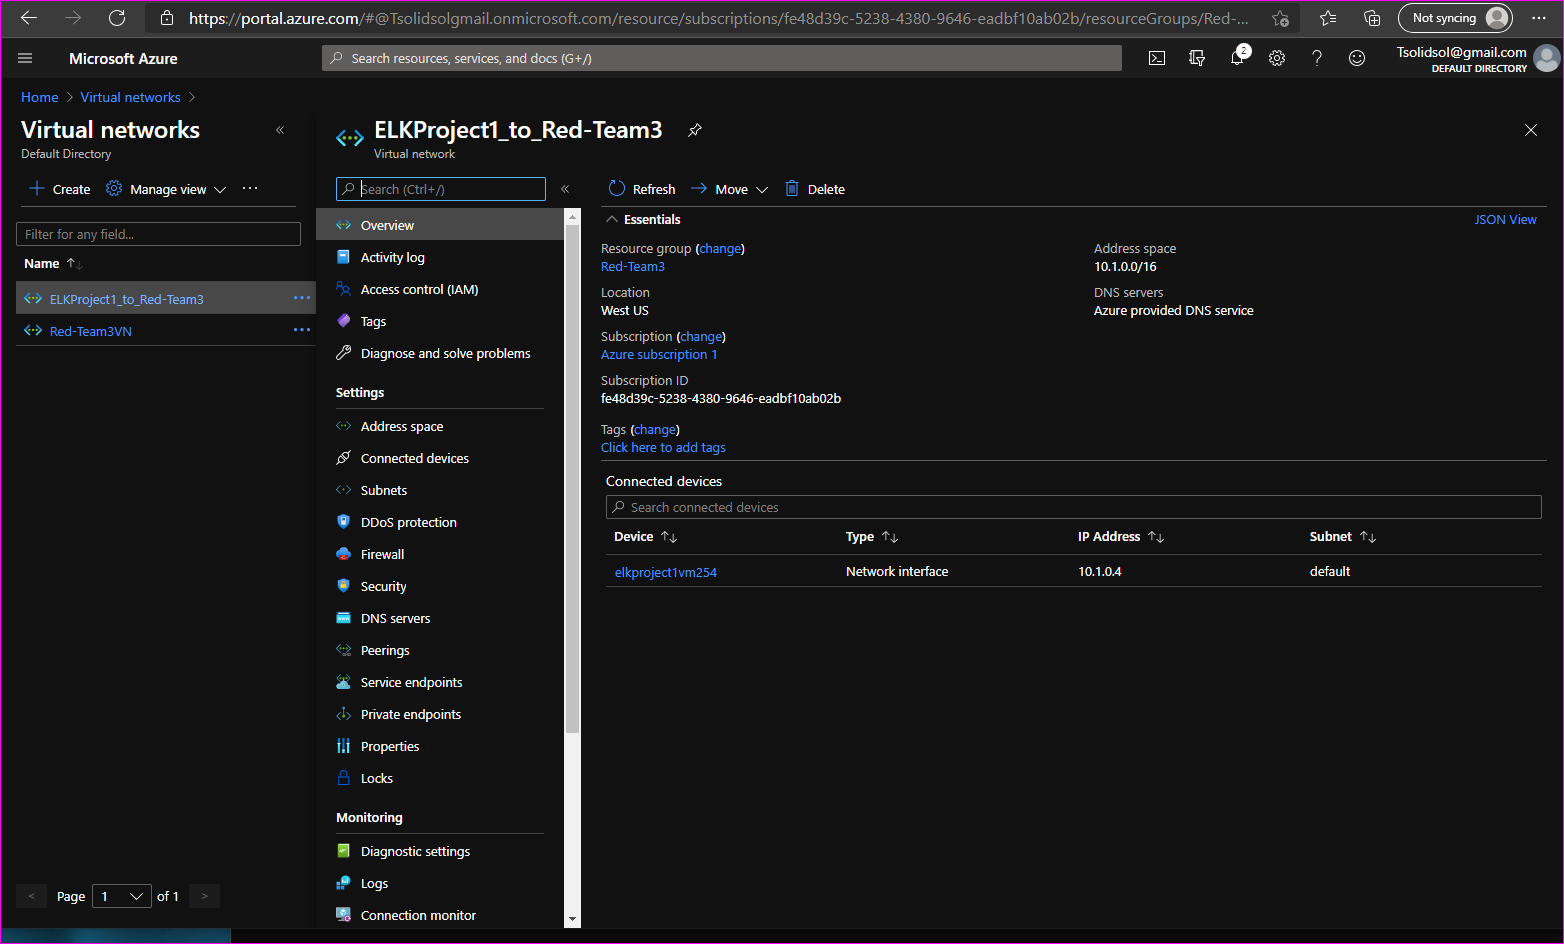 https://portal.azure.com/#@Tsolidsolgmail.onmicrosoft.com/resource/subscriptions/fe48d39c-5238-4380-9646-eadbf10ab02b/resourceGroups/Red-...
Not syncing
Microsoft Azure
Search resources, services, and docs (G+/)
2
Tsolidsol@gmail.com
DEFAULT DIRECTORY
Home > Virtual networks >
Virtual networks
Default Directory
Create
Manage view
Filter for any field...
Name
ELKProject1_to_Red-Team3
Red-Team3VN
Page 1 of 1
ELKProject1_to_Red-Team3
Virtual network
Search (Ctrl+/)
Overview
Activity log
Access control (IAM)
Tags
Diagnose and solve problems
Settings
Address space
Connected devices
Subnets
DDoS protection
Firewall
Security
DNS servers
Peerings
Service endpoints
Private endpoints
Properties
Locks
Monitoring
Diagnostic settings
Logs
Connection monitor
Refresh
Move
Delete
Essentials
JSON View
Resource group (change)
Red-Team3
Location
West US
Subscription (change)
Azure subscription 1
Subscription ID
fe48d39c-5238-4380-9646-eadbf10ab02b
Tags (change)
Click here to add tags
Address space
10.1.0.0/16
DNS servers
Azure provided DNS service
Connected devices
Search connected devices
Device Type IP Address Subnet
elkproject1vm254 Network interface 10.1.0.4 default